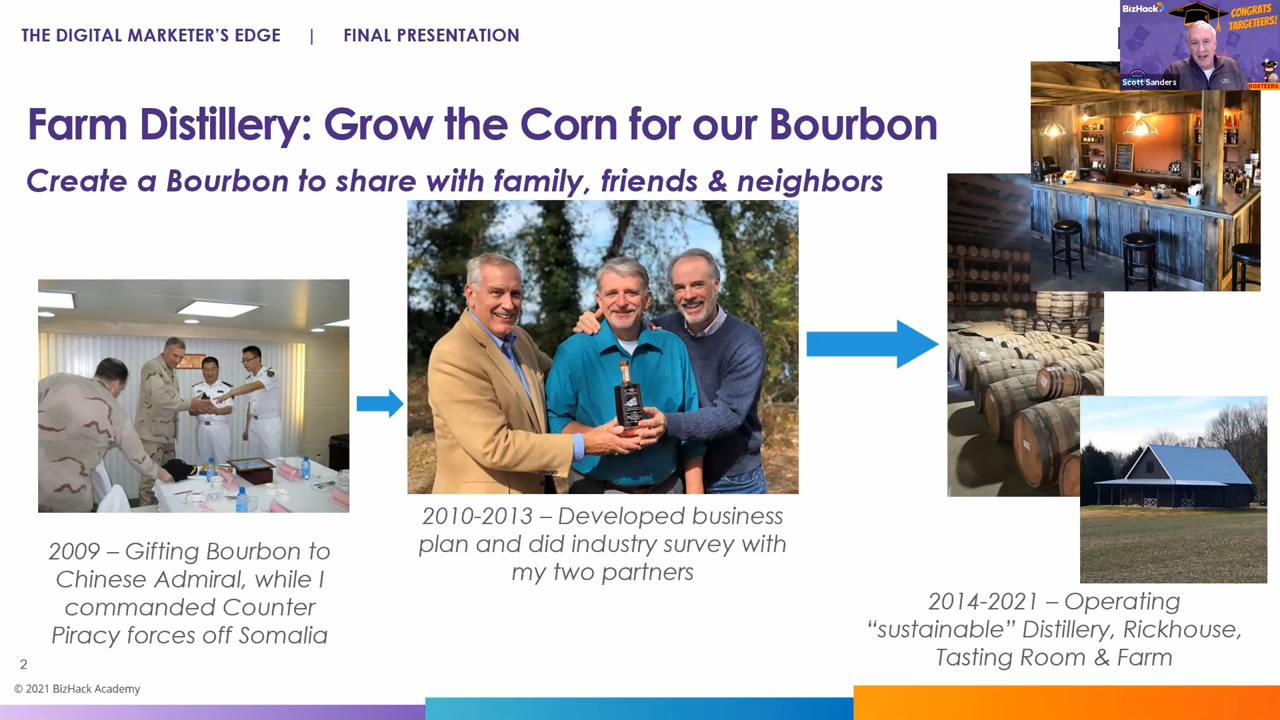 THE DIGITAL MARKETER'S EDGE | FINAL PRESENTATION
BizHack
CONGRATS
TARGETEERS!
Scott Sanders
RGETEERS
Farm Distillery: Grow the Corn for our Bourbon
Create a Bourbon to share with family, friends & neighbors
2009 – Gifting Bourbon to
Chinese Admiral, while I
commanded Counter
Piracy forces off Somalia
2010-2013 – Developed business
plan and did industry survey with
my two partners
2014-2021 – Operating
“sustainable” Distillery, Rickhouse,
Tasting Room & Farm
2
© 2021 BizHack Academy